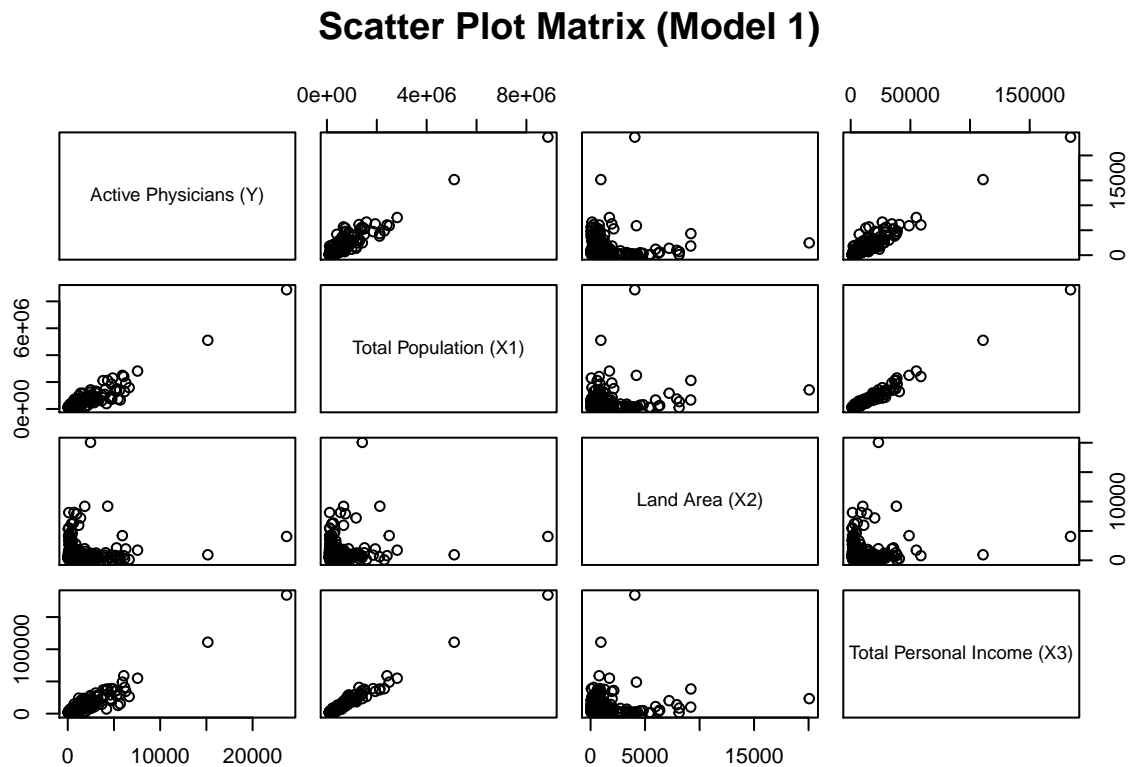 Scatter Plot Matrix (Model 1)
0e+00 4e+06 8e+06
0 50000 150000
Active Physicians (Y)
0 15000
0e+00 6e+06
Total Population (X1)
Land Area (X2)
0 10000
0 100000
Total Personal Income (X3)
0 10000 20000
0 5000 15000